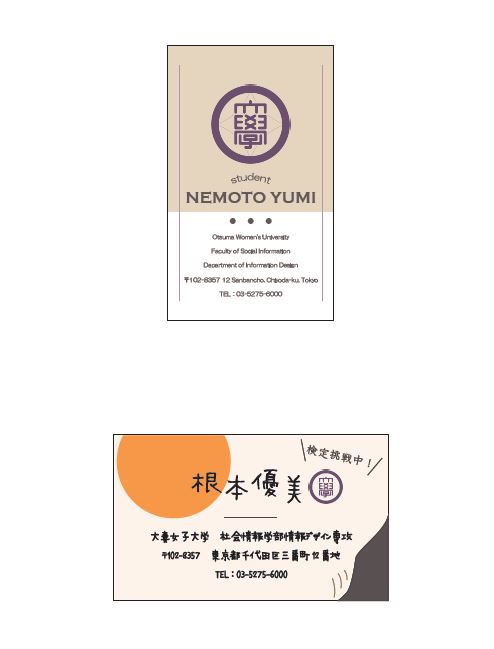 student
NEMOTO YUMI
Otsuma Women's University
Faculty of Social Information
Department of Information Design
〒102-8357 12 Sanbancho, Chiyoda-ku, Tokyo
TEL：03-5275-6000
検定挑戦中！
根本優美
大妻女子大学　社会情報学部情報デザイン専攻
〒102-8357　東京都千代田区三番町12番地
TEL：03-5275-6000